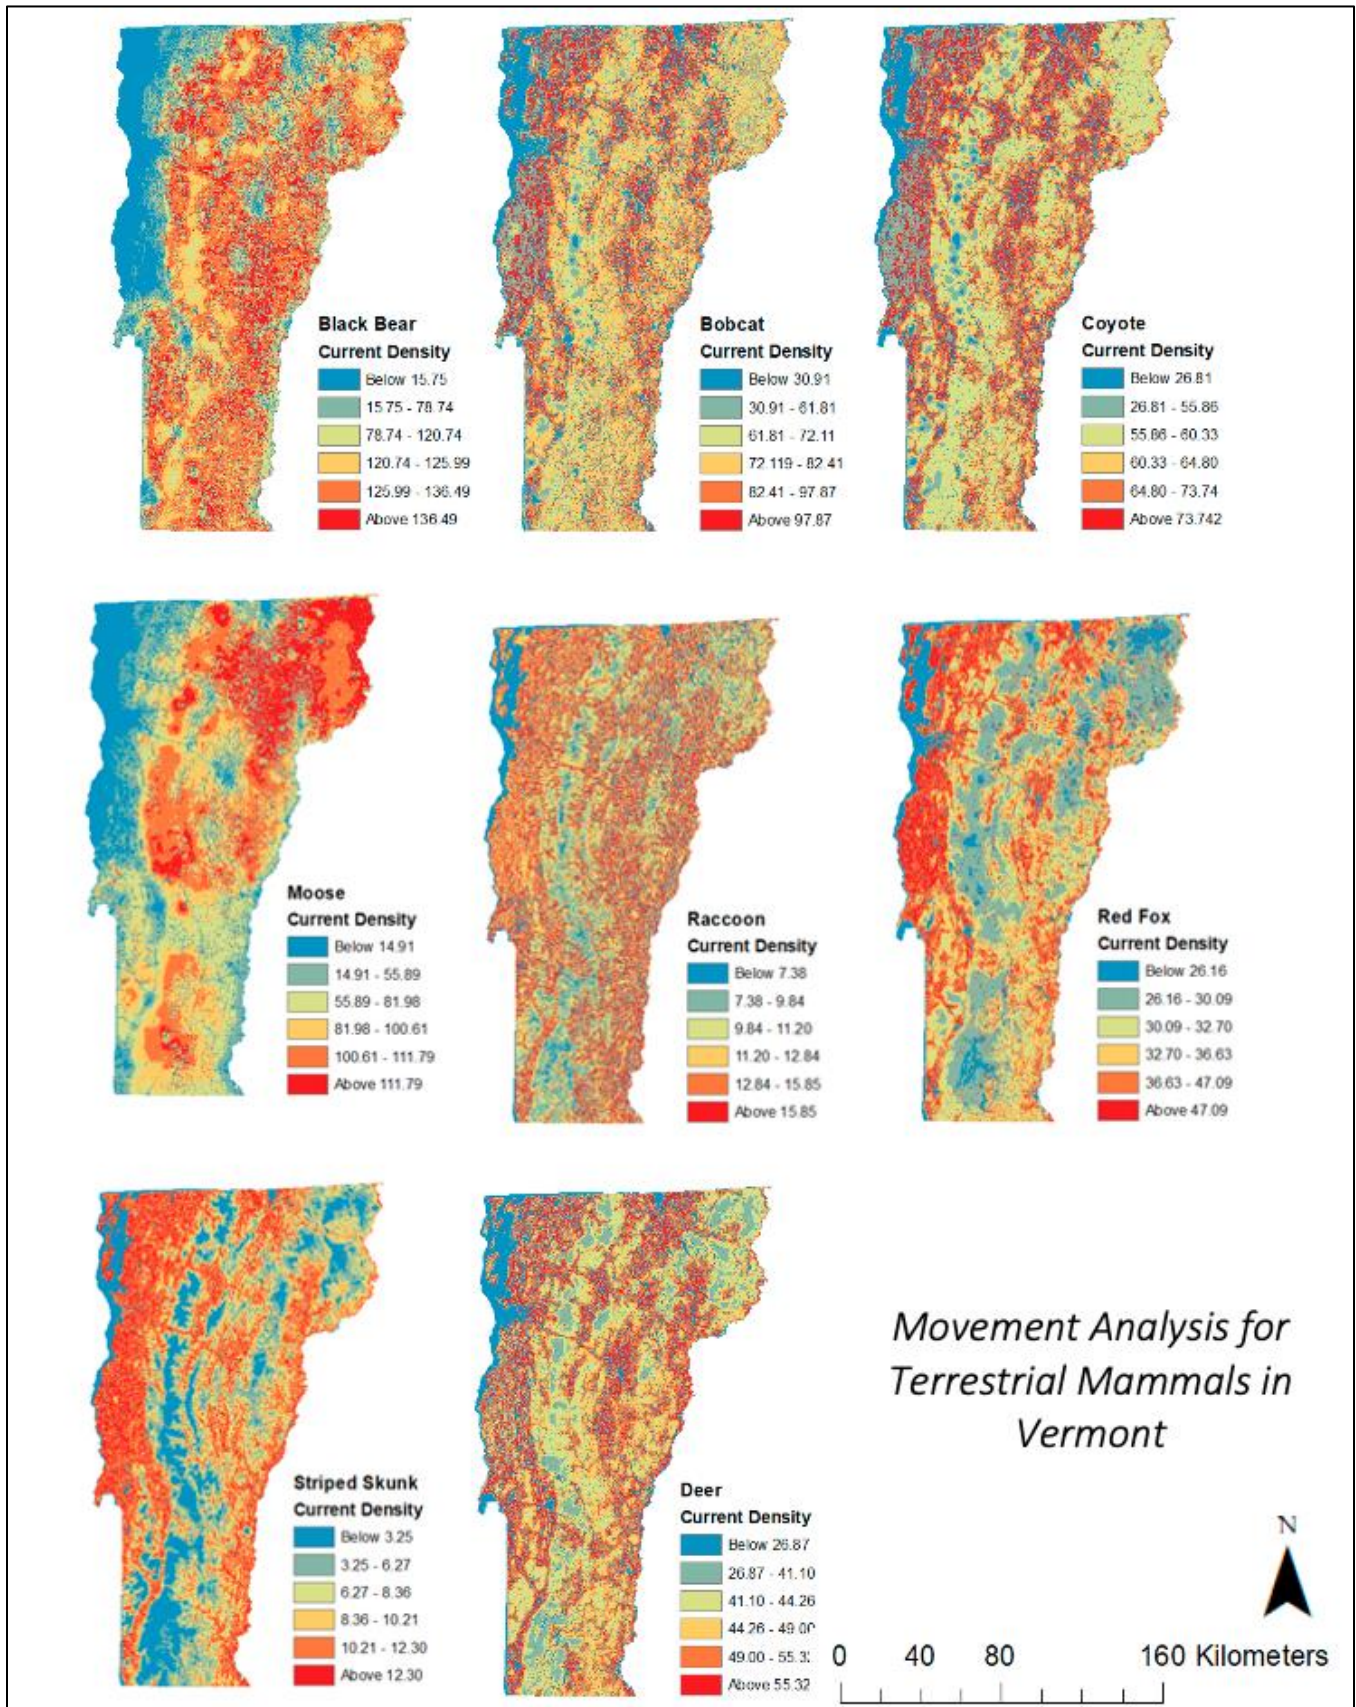 Black Bear
Current Density
Below 15.75
15.75 - 78.74
78.74 - 120.74
120.74 - 125.99
125.99 - 136.49
Above 136.49
Bobcat
Current Density
Below 30.91
30.91 - 61.81
61.81 - 72.11
72.119 - 82.41
82.41 - 97.87
Above 97.87
Coyote
Current Density
Below 26.81
26.81 - 55.86
55.86 - 60.33
60.33 - 64.80
64.80 - 73.74
Above 73.742
Moose
Current Density
Below 14.91
14.91 - 55.89
55.89 - 81.98
81.98 - 100.61
100.61 - 111.79
Above 111.79
Raccoon
Current Density
Below 7.38
7.38 - 9.84
9.84 - 11.20
11.20 - 12.84
12.84 - 15.85
Above 15.85
Red Fox
Current Density
Below 26.16
26.16 - 30.09
30.09 - 32.70
32.70 - 36.63
36.63 - 47.09
Above 47.09
Striped Skunk
Current Density
Below 3.25
3.25 - 6.27
6.27 - 8.36
8.36 - 10.21
10.21 - 12.30
Above 12.30
Deer
Current Density
Below 26.87
26.87 - 41.10
41.10 - 44.26
44.26 - 49.00
49.00 - 55.3
Above 55.32
Movement Analysis for
Terrestrial Mammals in
Vermont
N
0 40 80 160 Kilometers